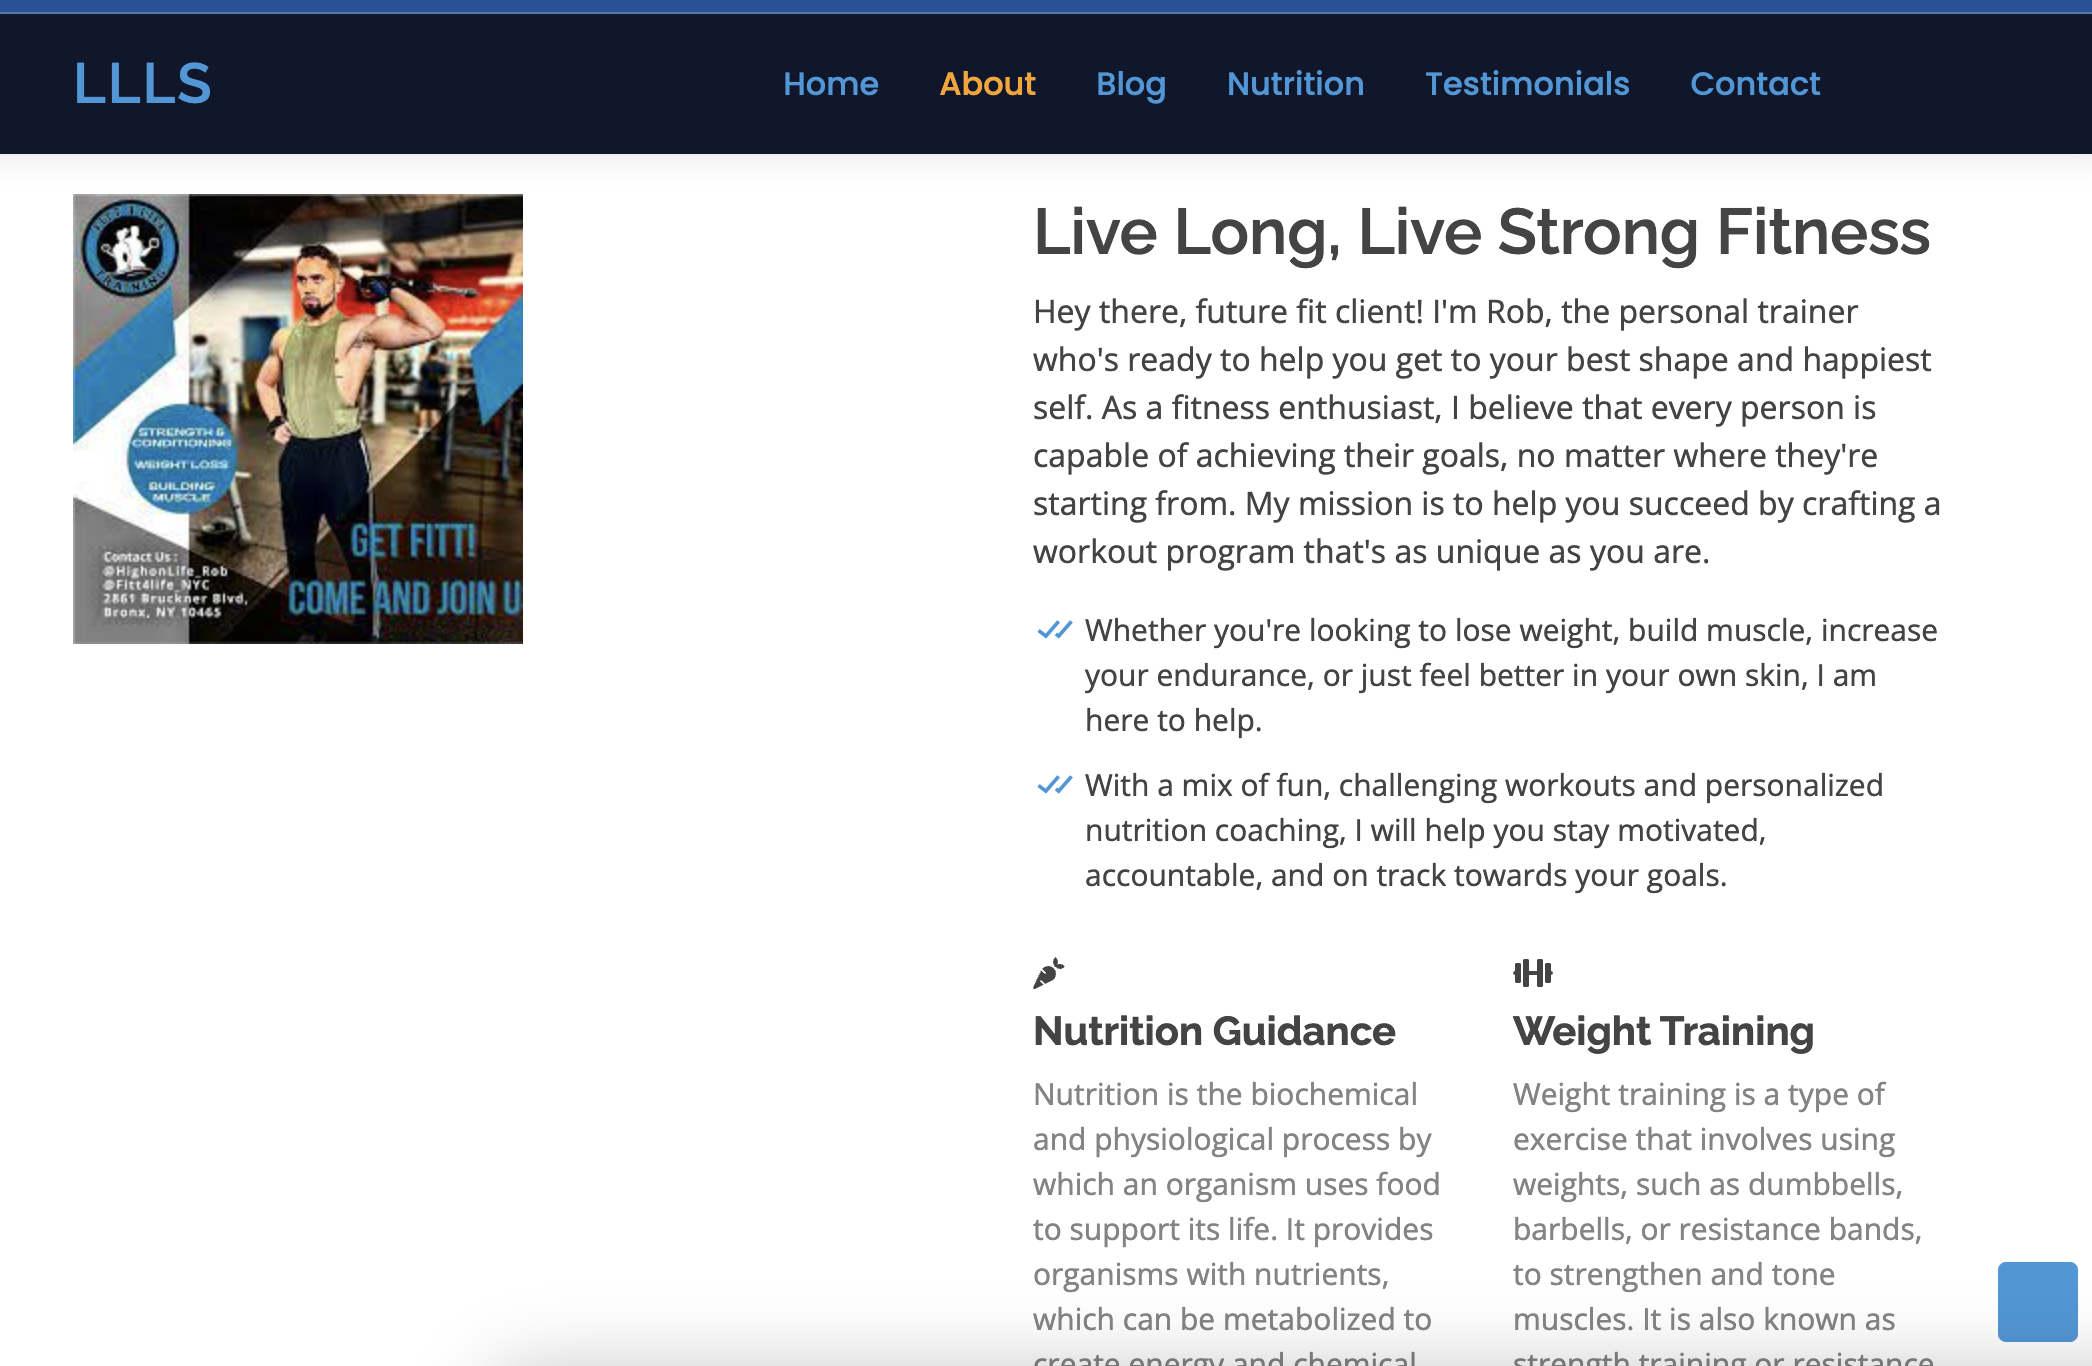 LLLS
Home About Blog Nutrition Testimonials Contact
STRENGTH &
CONDITIONING
WEIGHT LOSS
BUILDING
MUSCLE
GET FITT!
COME AND JOIN U
Contact Us :
@HighonLife_Rob
@Fitt4life_NYC
2861 Bruckner Blvd,
Bronx, NY 10465
Live Long, Live Strong Fitness
Hey there, future fit client! I'm Rob, the personal trainer
who's ready to help you get to your best shape and happiest
self. As a fitness enthusiast, I believe that every person is
capable of achieving their goals, no matter where they're
starting from. My mission is to help you succeed by crafting a
workout program that's as unique as you are.
Whether you're looking to lose weight, build muscle, increase
your endurance, or just feel better in your own skin, I am
here to help.
With a mix of fun, challenging workouts and personalized
nutrition coaching, I will help you stay motivated,
accountable, and on track towards your goals.
Nutrition Guidance
Nutrition is the biochemical
and physiological process by
which an organism uses food
to support its life. It provides
organisms with nutrients,
which can be metabolized to
create energy and chemical
Weight Training
Weight training is a type of
exercise that involves using
weights, such as dumbbells,
barbells, or resistance bands,
to strengthen and tone
muscles. It is also known as
strength training or resistance